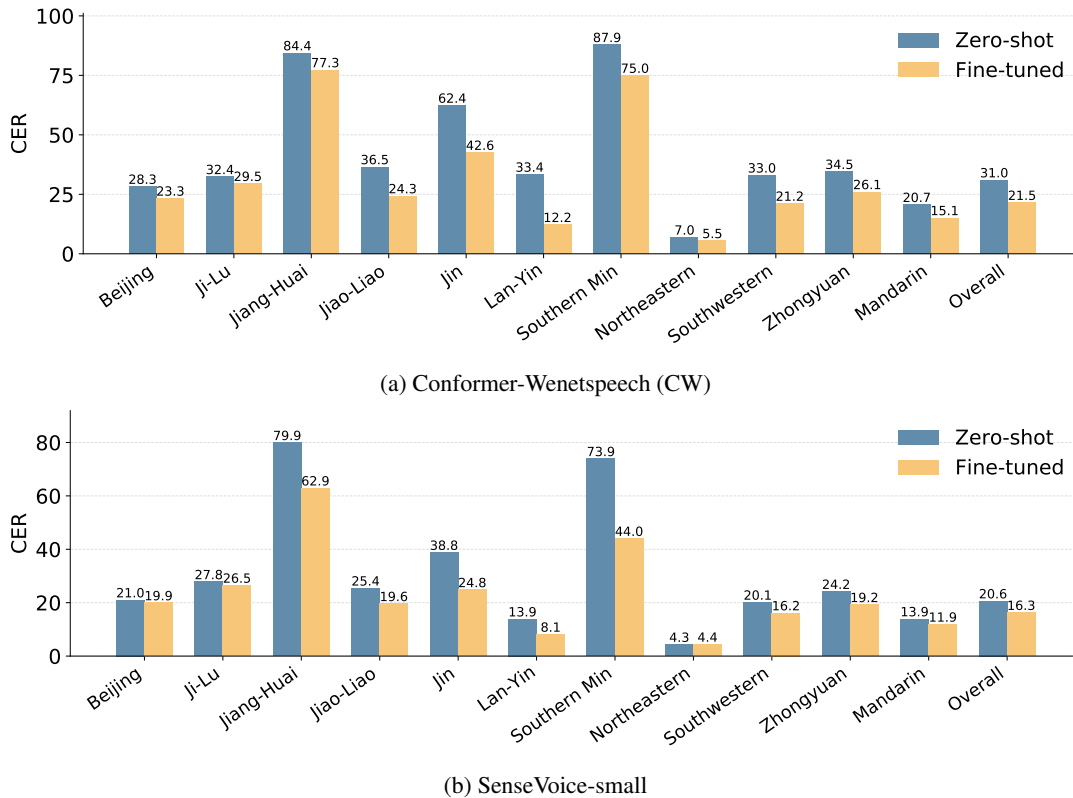 100
75
50
25
0
CER
Zero-shot
Fine-tuned
28.3 23.3 32.4 29.5 84.4 77.3 36.5 24.3 62.4 42.6 33.4 12.2 87.9 75.0 7.0 5.5 33.0 21.2 34.5 26.1 20.7 15.1 31.0 21.5
Beijing Ji-Lu Jiang-Huai Jiao-Liao Jin Lan-Yin Southern Min Northeastern Southwestern Zhongyuan Mandarin Overall
(a) Conformer-Wenetspeech (CW)
80
60
40
20
0
CER
Zero-shot
Fine-tuned
21.0 19.9 27.8 26.5 79.9 62.9 25.4 19.6 38.8 24.8 13.9 8.1 73.9 44.0 4.3 4.4 20.1 16.2 24.2 19.2 13.9 11.9 20.6 16.3
Beijing Ji-Lu Jiang-Huai Jiao-Liao Jin Lan-Yin Southern Min Northeastern Southwestern Zhongyuan Mandarin Overall
(b) SenseVoice-small